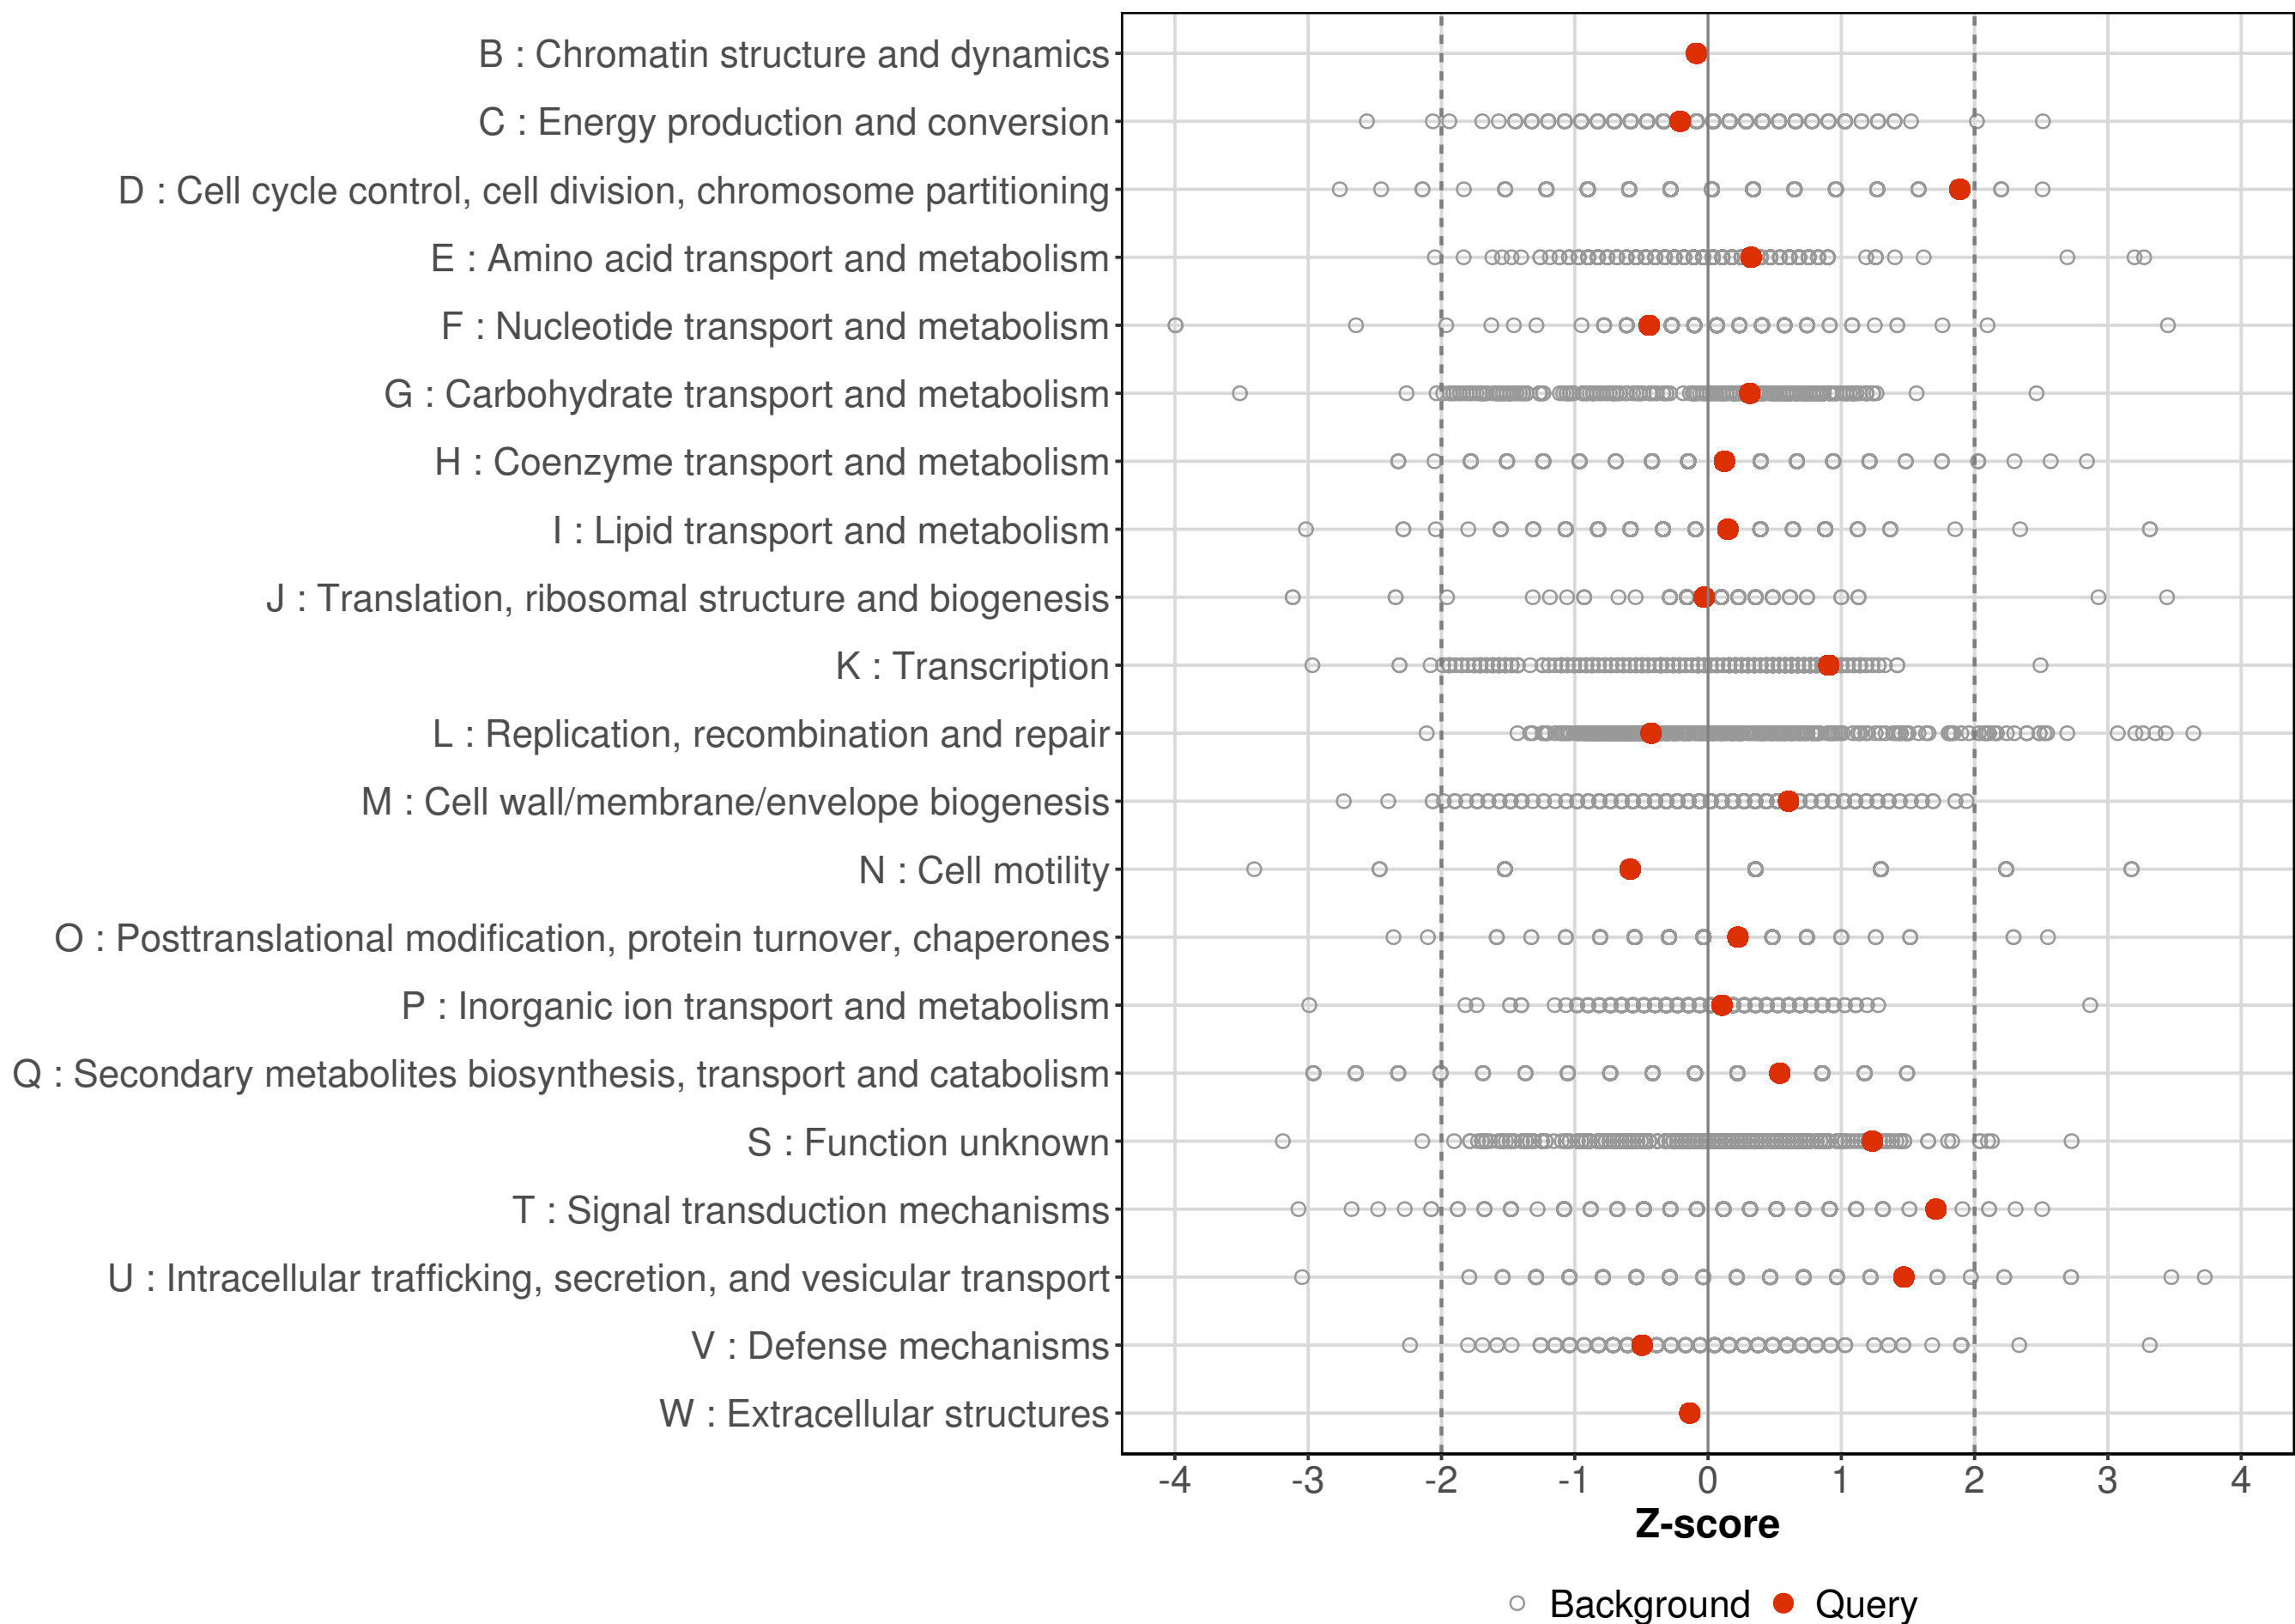 B : Chromatin structure and dynamics
C : Energy production and conversion
D : Cell cycle control, cell division, chromosome partitioning
E : Amino acid transport and metabolism
F : Nucleotide transport and metabolism
G : Carbohydrate transport and metabolism
H : Coenzyme transport and metabolism
I : Lipid transport and metabolism
J : Translation, ribosomal structure and biogenesis
K : Transcription
L : Replication, recombination and repair
M : Cell wall/membrane/envelope biogenesis
N : Cell motility
O : Posttranslational modification, protein turnover, chaperones
P : Inorganic ion transport and metabolism
Q : Secondary metabolites biosynthesis, transport and catabolism
S : Function unknown
T : Signal transduction mechanisms
U : Intracellular trafficking, secretion, and vesicular transport
V : Defense mechanisms
W : Extracellular structures
-4 -3 -2 -1 0 1 2 3 4
Z-score
Background Query